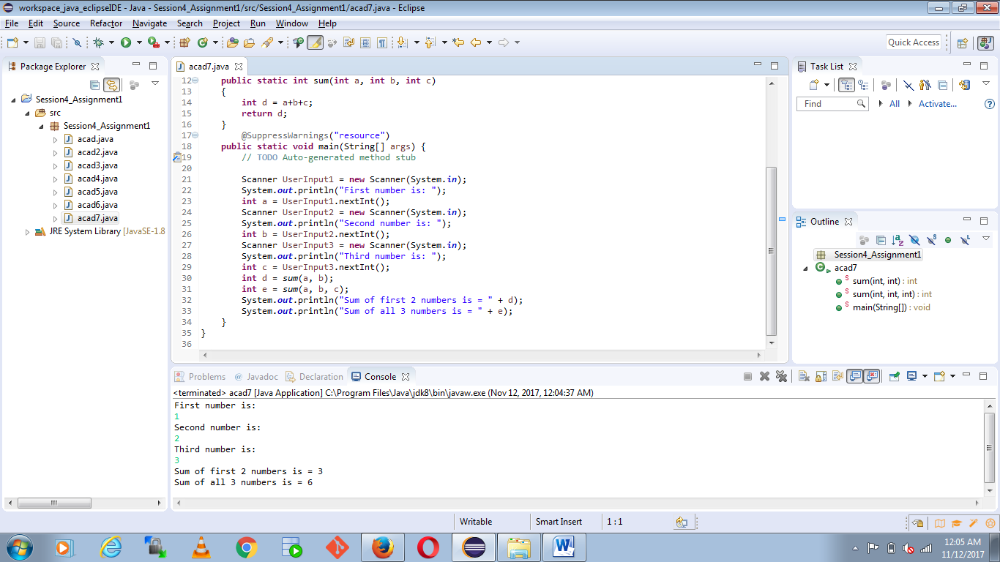 workspace_java_eclipseIDE - Java - Session4_Assignment1/src/Session4_Assignment1/acad7.java - Eclipse
File Edit Source Refactor Navigate Search Project Run Window Help
Quick Access
Package Explorer
Session4_Assignment1
src
Session4_Assignment1
acad.java
acad2.java
acad3.java
acad4.java
acad5.java
acad6.java
acad7.java
JRE System Library [JavaSE-1.8
acad7.java
12 public static int sum(int a, int b, int c)
13 {
14 int d = a+b+c;
15 return d;
16 }
17 @SuppressWarnings("resource")
18 public static void main(String[] args) {
19 // TODO Auto-generated method stub
20
21 Scanner UserInput1 = new Scanner(System.in);
22 System.out.println("First number is: ");
23 int a = UserInput1.nextInt();
24 Scanner UserInput2 = new Scanner(System.in);
25 System.out.println("Second number is: ");
26 int b = UserInput2.nextInt();
27 Scanner UserInput3 = new Scanner(System.in);
28 System.out.println("Third number is: ");
29 int c = UserInput3.nextInt();
30 int d = sum(a, b);
31 int e = sum(a, b, c);
32 System.out.println("Sum of first 2 numbers is = " + d);
33 System.out.println("Sum of all 3 numbers is = " + e);
34 }
35 }
36
Task List
Find All Activate...
Outline
Session4_Assignment1
acad7
sum(int, int) : int
sum(int, int, int) : int
main(String[]) : void
Problems @ Javadoc Declaration Console
<terminated> acad7 [Java Application] C:\Program Files\Java\jdk8\bin\javaw.exe (Nov 12, 2017, 12:04:37 AM)
First number is:
1
Second number is:
2
Third number is:
3
Sum of first 2 numbers is = 3
Sum of all 3 numbers is = 6
Writable Smart Insert 1 : 1
12:05 AM
11/12/2017